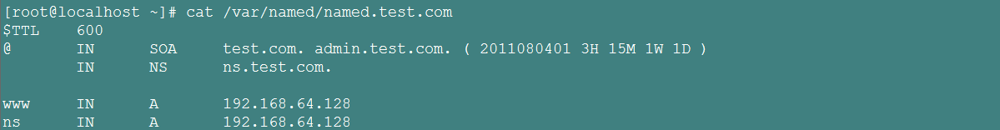 [root@localhost ~]# cat /var/named/named.test.com
$TTL    600
@       IN      SOA     test.com. admin.test.com. ( 2011080401 3H 15M 1W 1D )
        IN      NS      ns.test.com.

www     IN      A       192.168.64.128
ns      IN      A       192.168.64.128